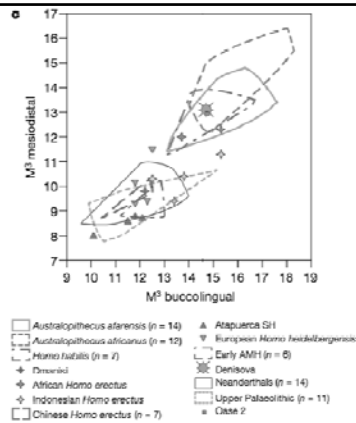 c
17
16
15
14
13
12
11
10
9
8
7
M³ mesiodistal
9 10 11 12 13 14 15 16 17 18 19
M³ buccolingual
Australopithecus afarensis (n = 14)
Australopithecus africanus (n = 12)
Homo habilis (n = 7)
Dmanisi
African Homo erectus
Indonesian Homo erectus
Chinese Homo erectus (n = 7)
Atapuerca SH
European Homo heidelbergensis
Early AMH (n = 6)
Denisova
Neanderthals (n = 14)
Upper Palaeolithic (n = 11)
Oase 2